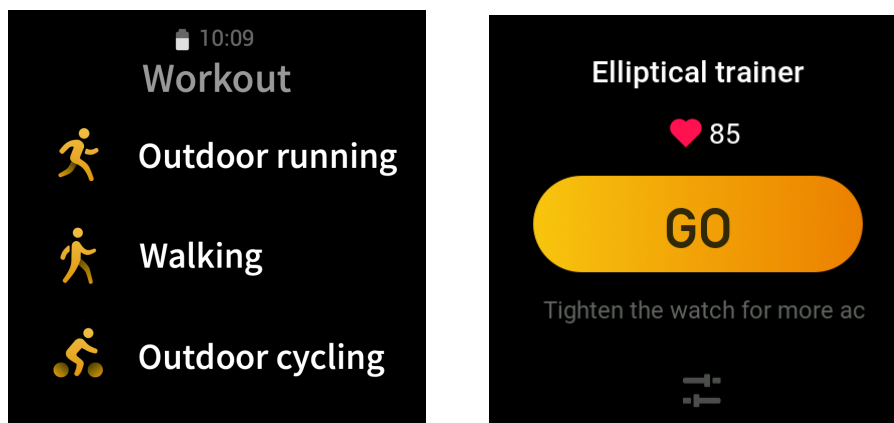 10:09
Workout
Outdoor running
Walking
Outdoor cycling
Elliptical trainer
85
GO
Tighten the watch for more ac